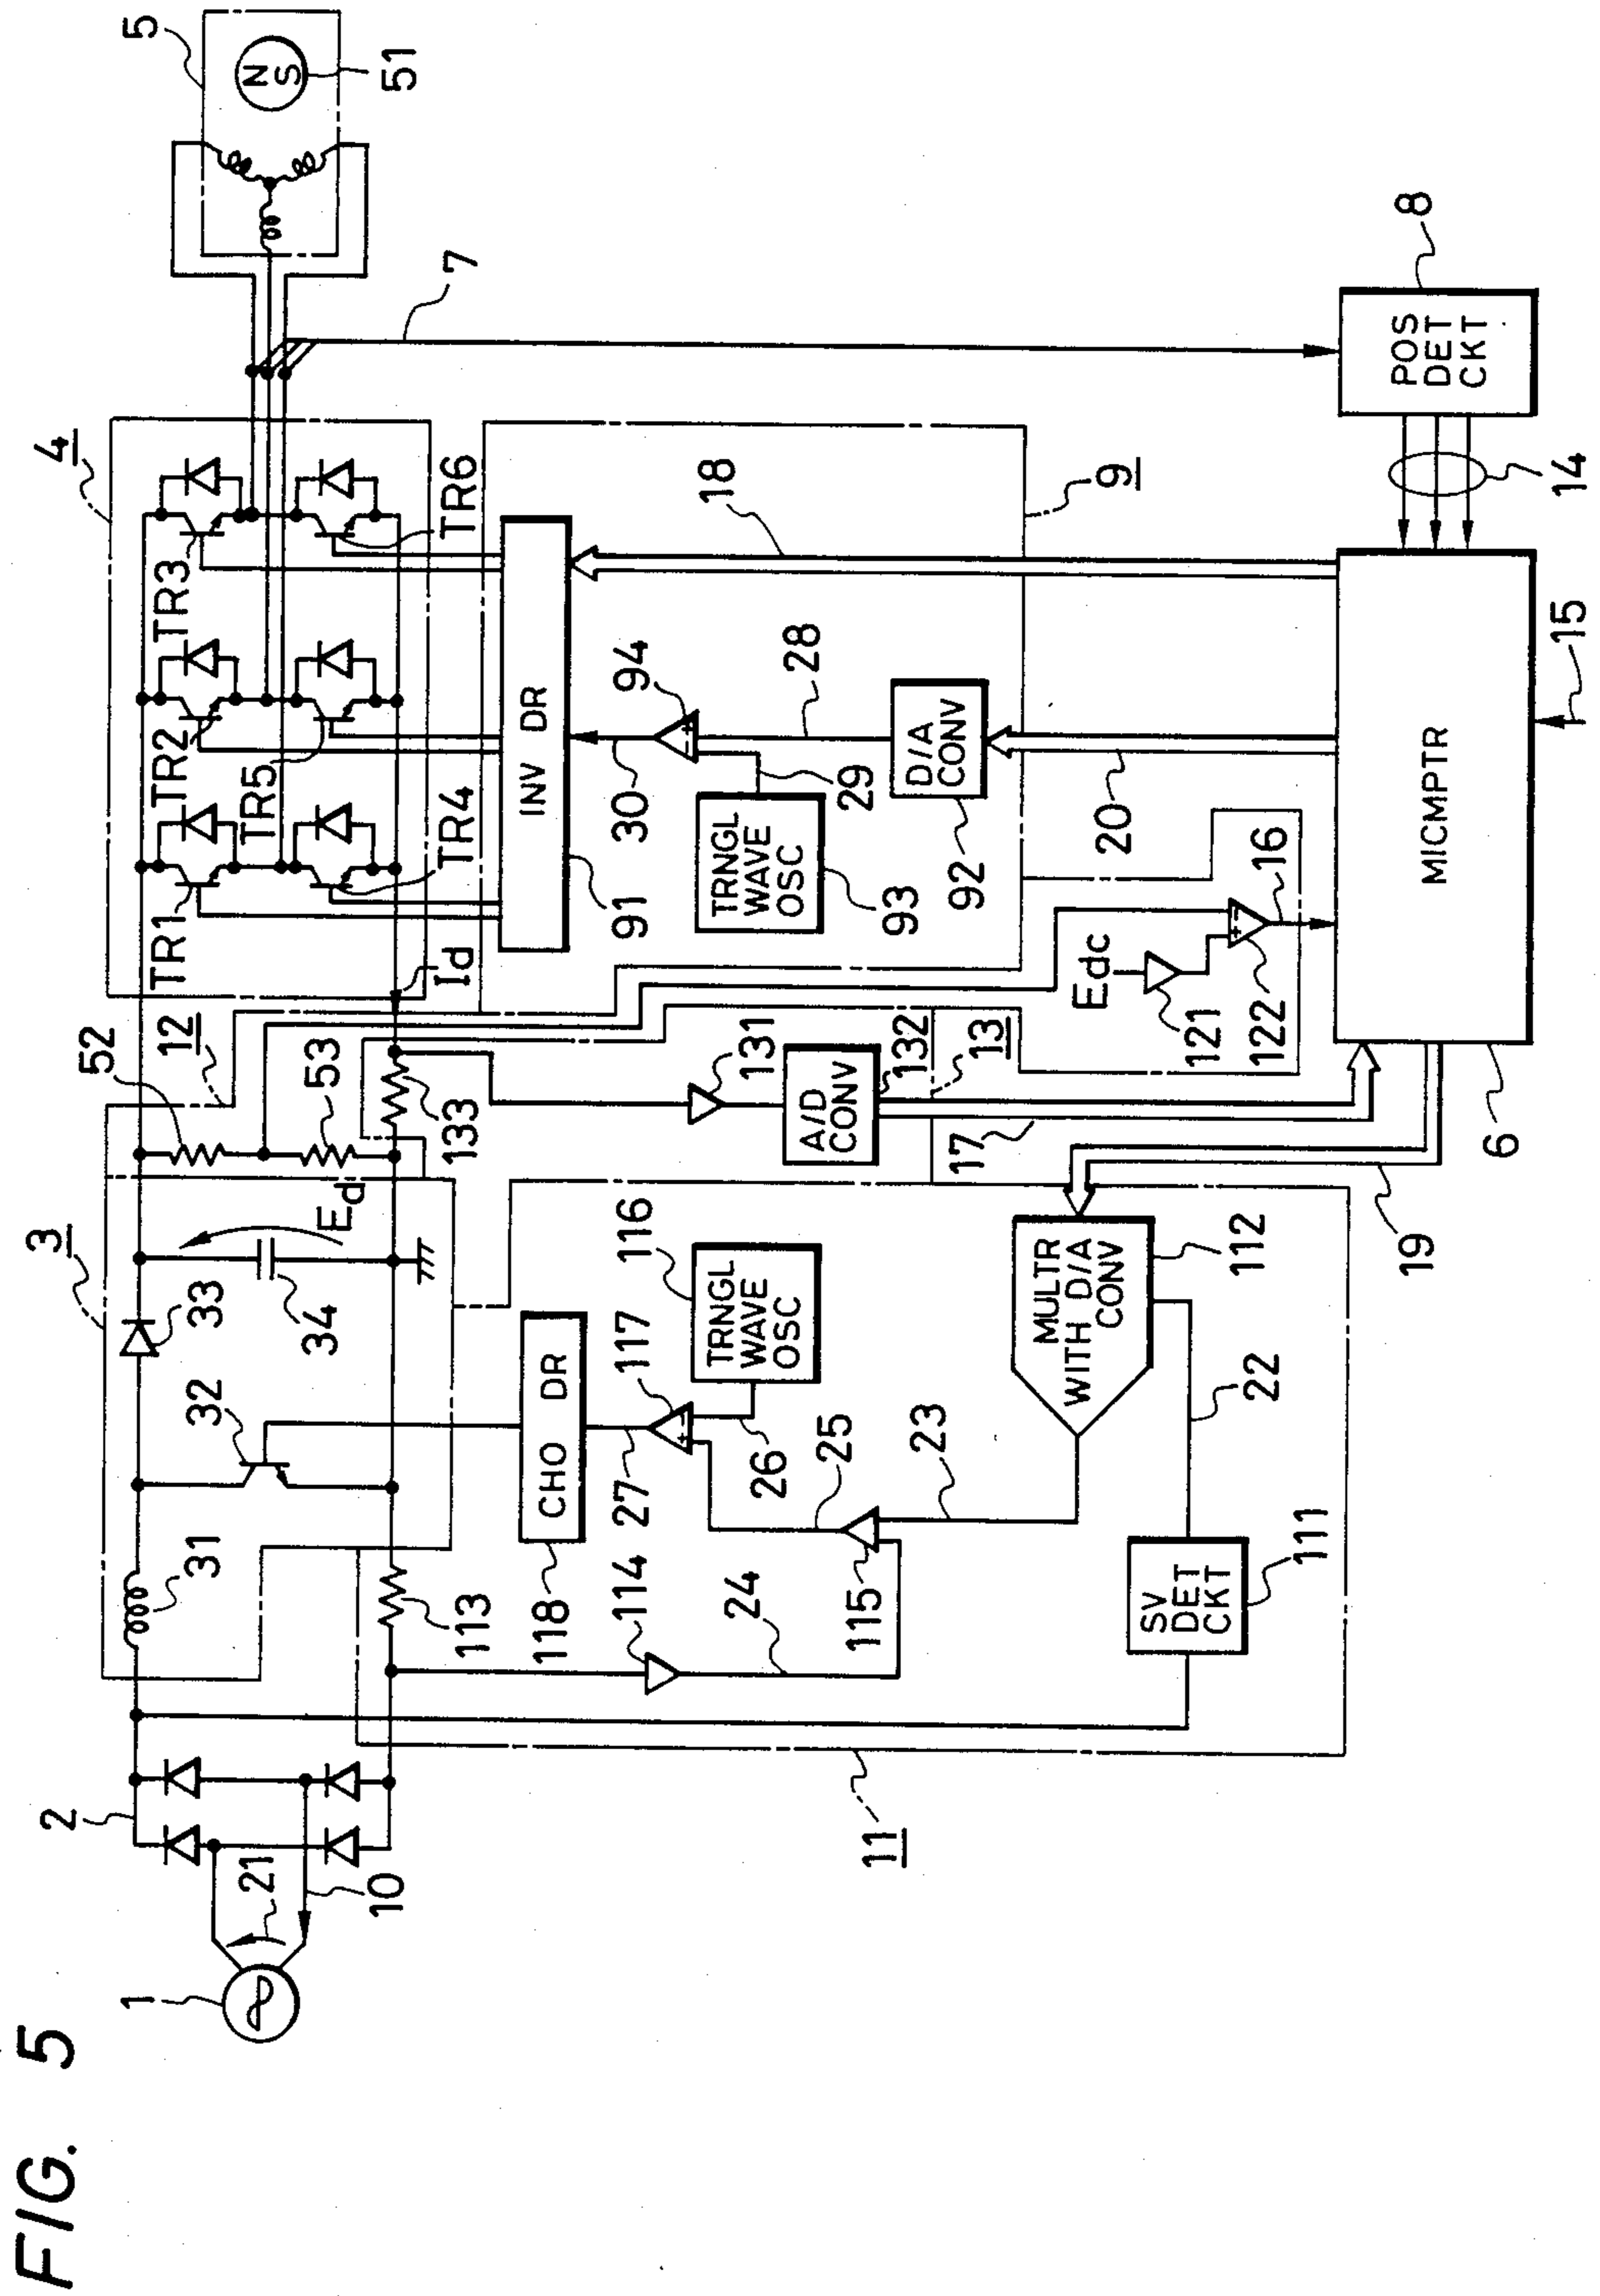 FIG. 5
1
21
10
2
3
31
32
33
34
Ed
52
53
12
113
133
Id
4
TR1
TR2
TR3
TR4
TR5
TR6
5
N
S
51
7
11
114
24
115
25
23
118
CHO DR
27
117
26
116
TRNGL
WAVE
OSC
SV
DET
CKT
111
22
MULTR
WITH D/A
CONV
112
19
131
A/D
CONV
132
13
17
Edc
121
122
16
INV DR
91
30
94
29
28
TRNGL
WAVE
OSC
93
D/A
CONV
92
20
18
9
MICMPTR
6
15
14
POS
DET
CKT
8